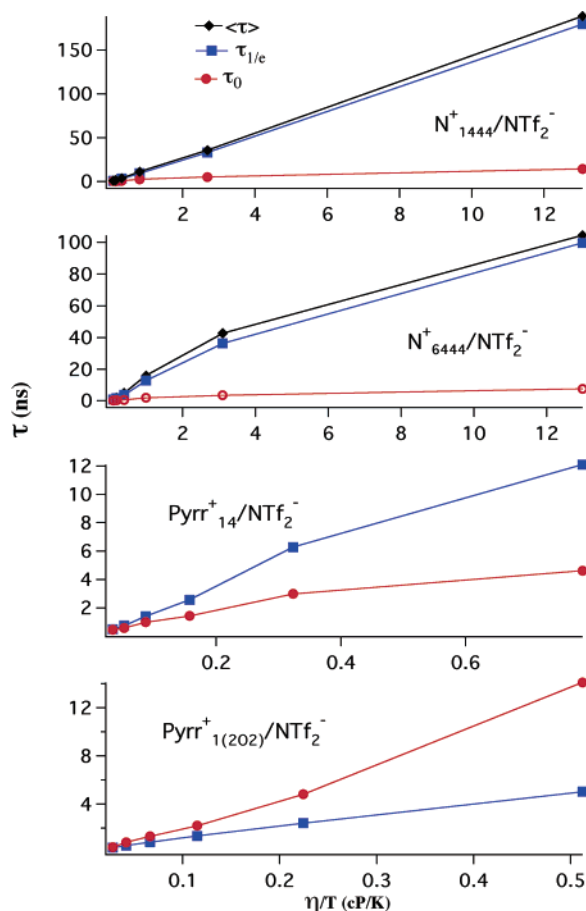 <τ>
τ1/e
τ0
150
100
50
0
N+1444/NTf2-
2 4 6 8 10 12
100
80
60
40
20
0
N+6444/NTf2-
2 4 6 8 10 12
τ (ns)
12
10
8
6
4
2
Pyrr+14/NTf2-
0.2 0.4 0.6
12
8
4
Pyrr+1(2O2)/NTf2-
0.1 0.2 0.3 0.4 0.5
η/T (cP/K)